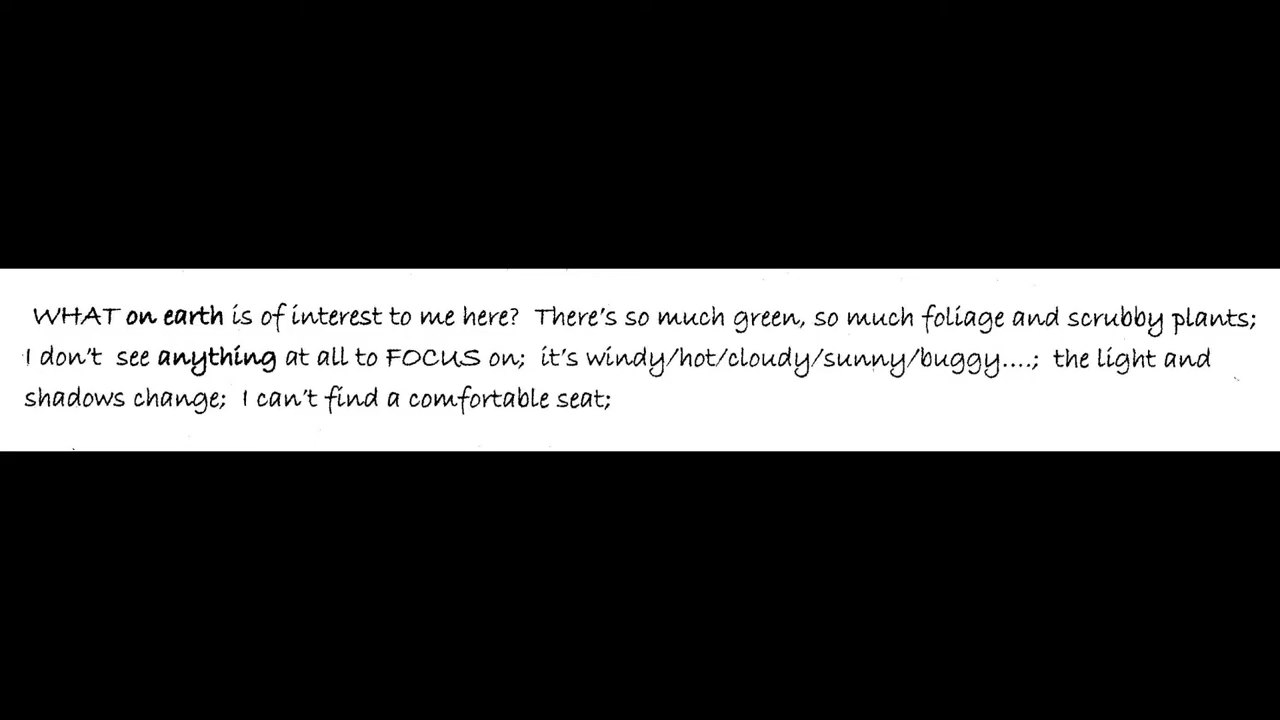 WHAT on earth is of interest to me here? There's so much green, so much foliage and scrubby plants;
I don't see anything at all to FOCUS on; it's windy/hot/cloudy/sunny/buggy....; the light and
shadows change; I can't find a comfortable seat;